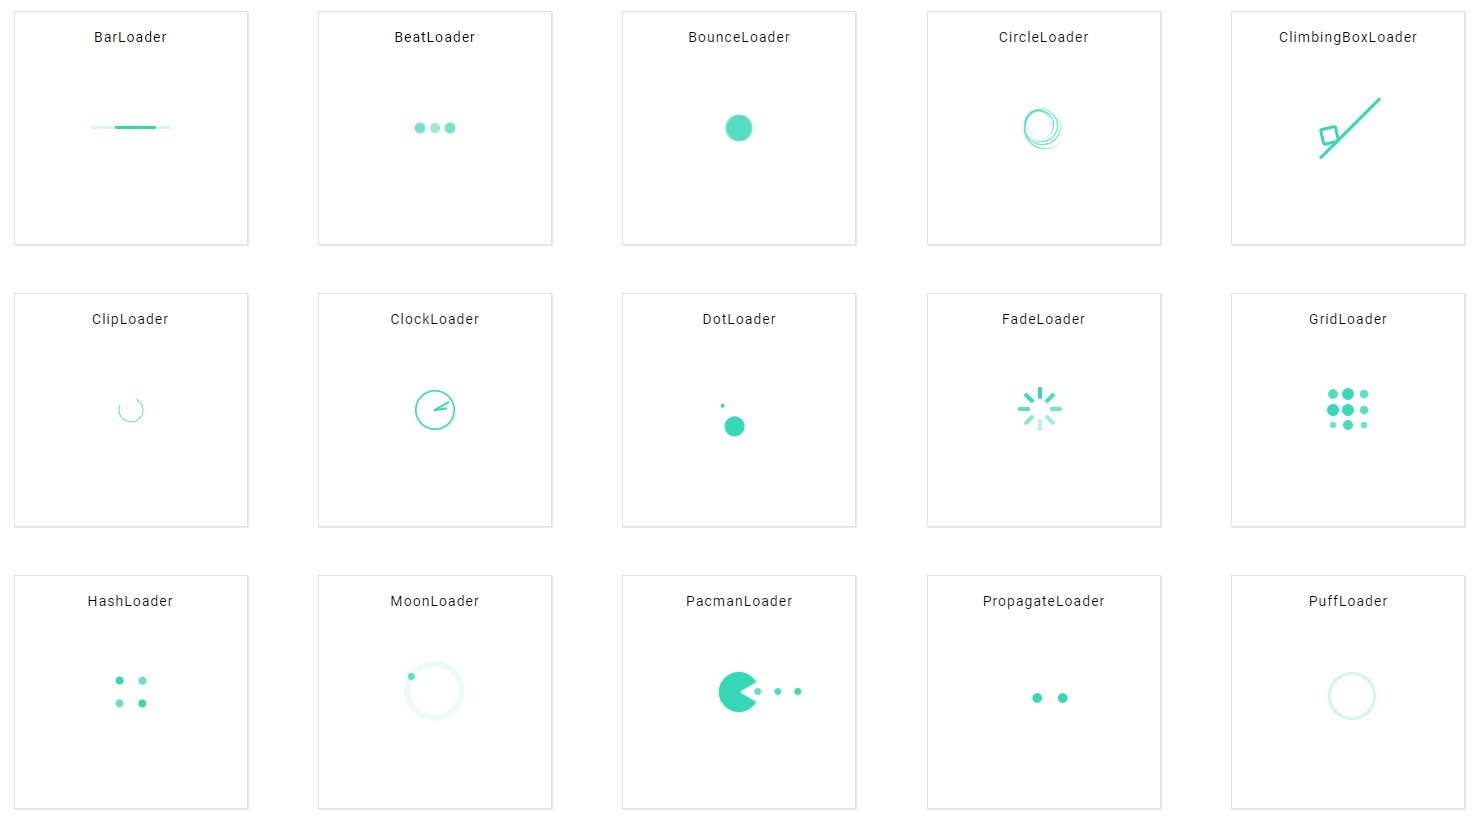 BarLoader
BeatLoader
BounceLoader
CircleLoader
ClimbingBoxLoader
ClipLoader
ClockLoader
DotLoader
FadeLoader
GridLoader
HashLoader
MoonLoader
PacmanLoader
PropagateLoader
PuffLoader